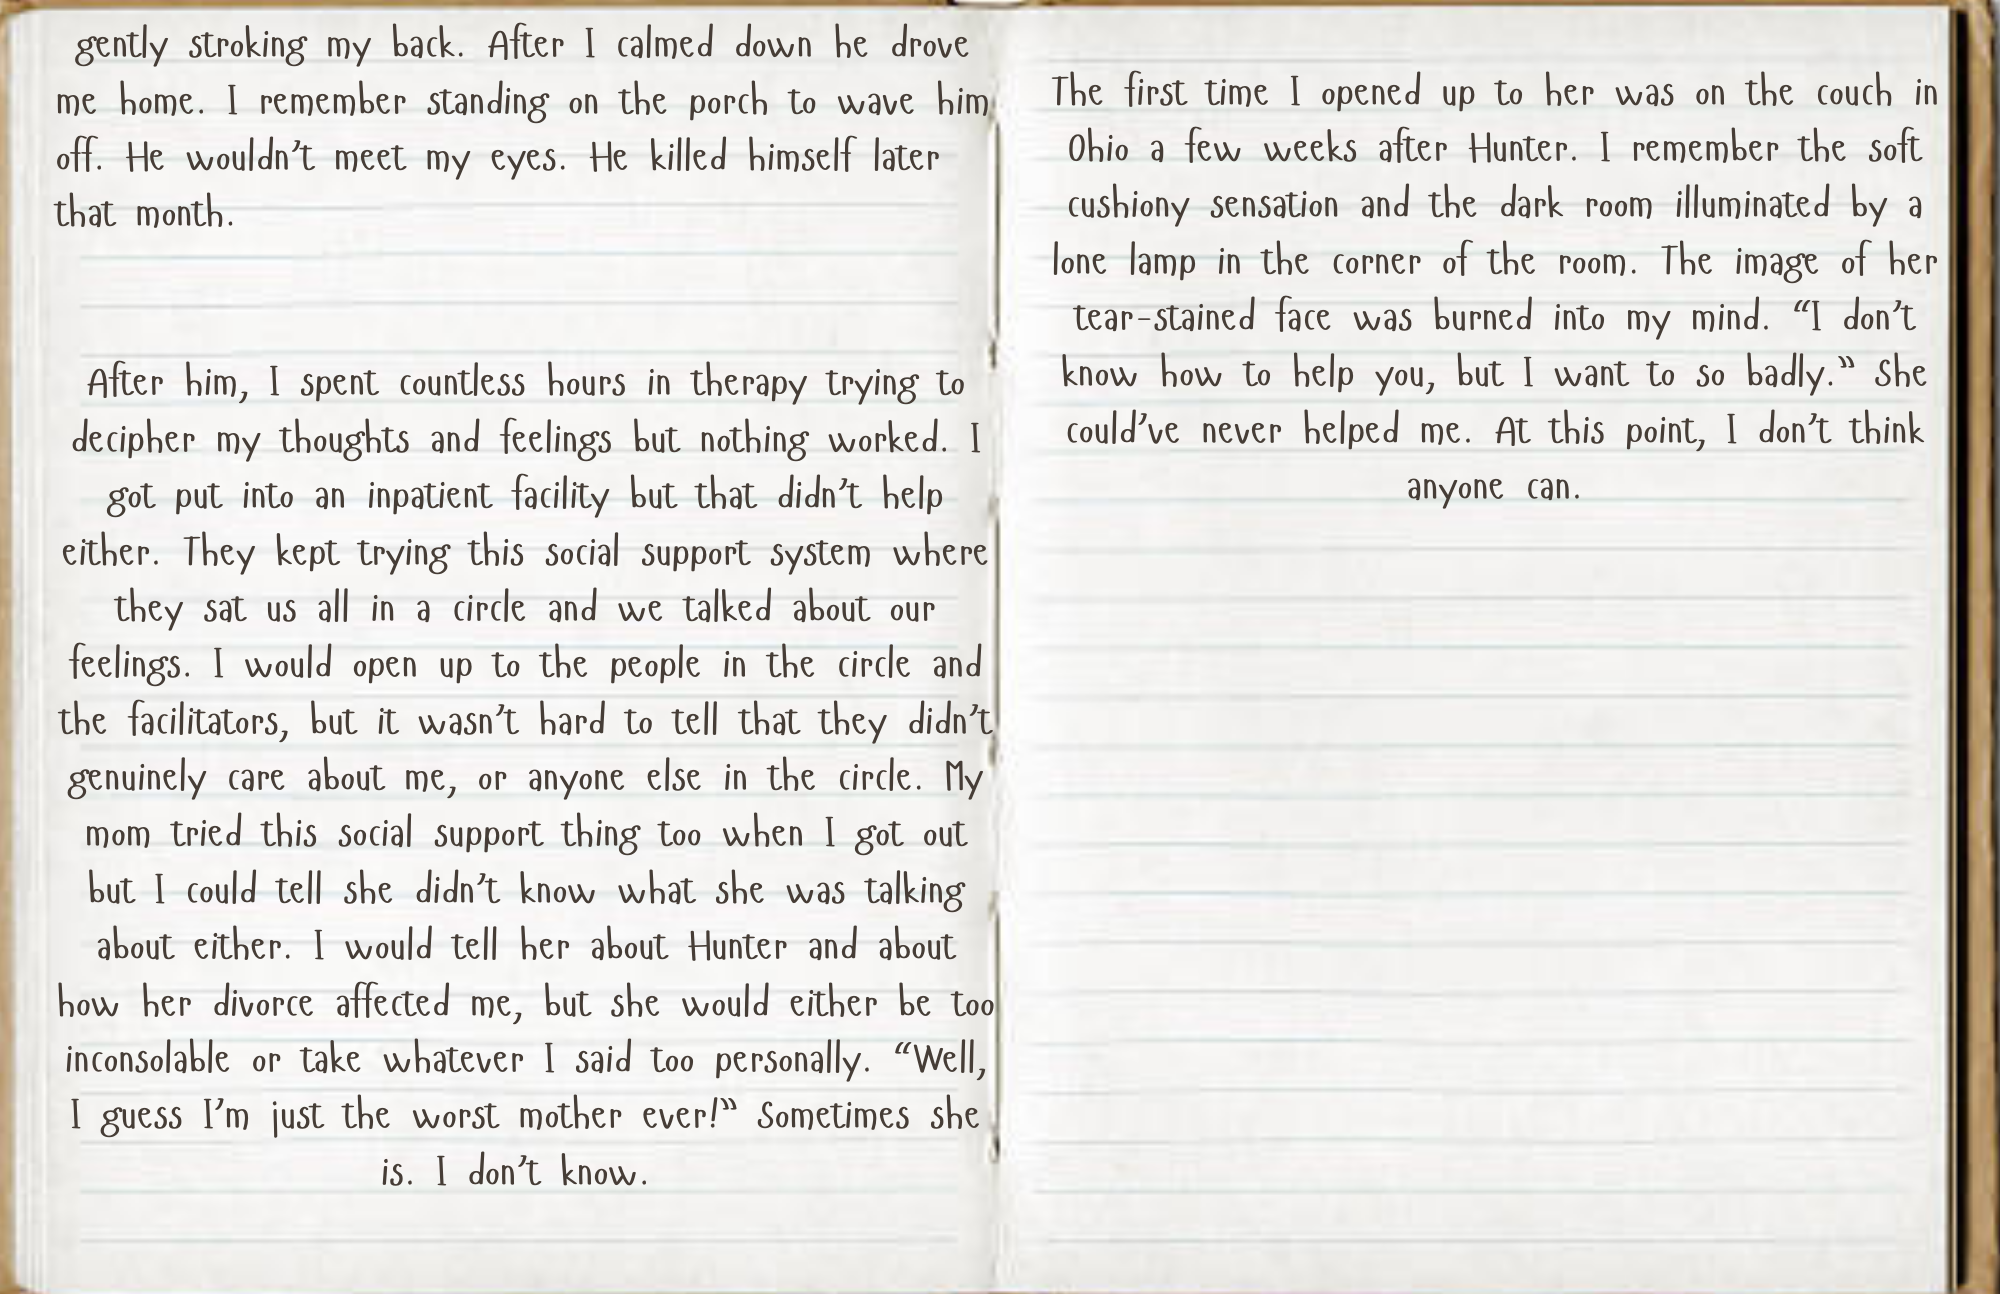 gently stroking my back. After I calmed down he drove
me home. I remember standing on the porch to wave him
off. He wouldn't meet my eyes. He killed himself later
that month.
After him, I spent countless hours in therapy trying to
decipher my thoughts and feelings but nothing worked. I
got put into an inpatient facility but that didn't help
either. They kept trying this social support system where
they sat us all in a circle and we talked about our
feelings. I would open up to the people in the circle and
the facilitators, but it wasn't hard to tell that they didn't
genuinely care about me, or anyone else in the circle. My
mom tried this social support thing too when I got out
but I could tell she didn't know what she was talking
about either. I would tell her about Hunter and about
how her divorce affected me, but she would either be too
inconsolable or take whatever I said too personally. “Well,
I guess I'm just the worst mother ever!” Sometimes she
is. I don't know.
The first time I opened up to her was on the couch in
Ohio a few weeks after Hunter. I remember the soft
cushiony sensation and the dark room illuminated by a
lone lamp in the corner of the room. The image of her
tear-stained face was burned into my mind. “I don't
know how to help you, but I want to so badly.” She
could've never helped me. At this point, I don't think
anyone can.